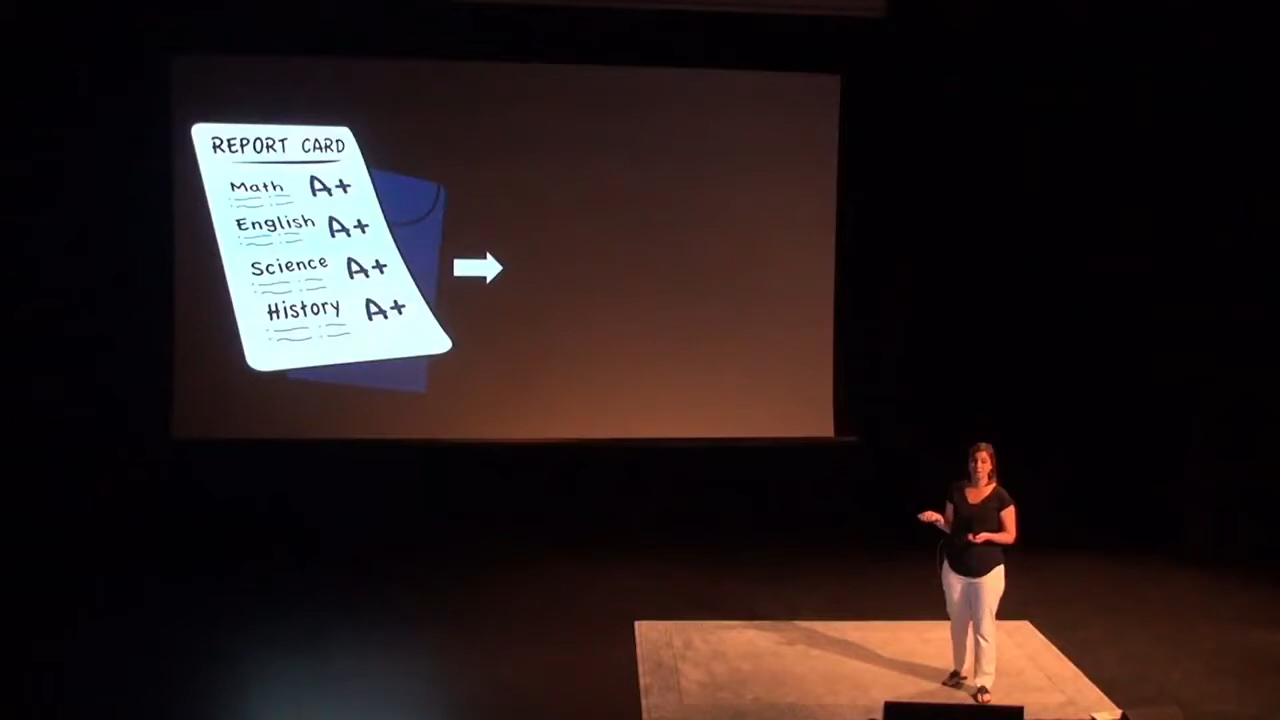 REPORT CARD
Math A+
English A+
Science A+
History A+